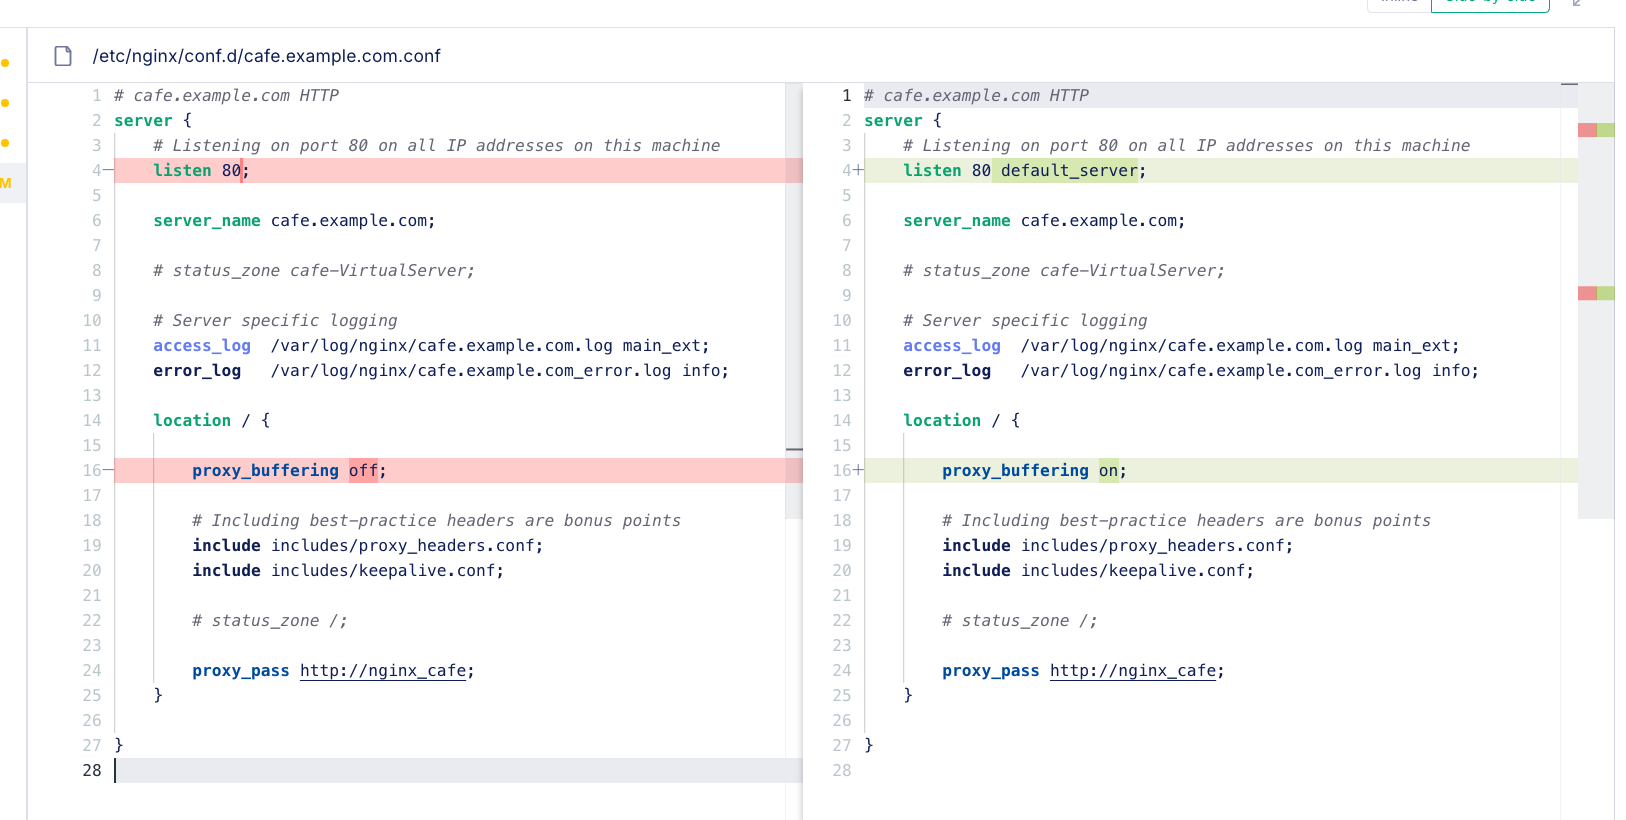 /etc/nginx/conf.d/cafe.example.com.conf
M
1 # cafe.example.com HTTP
2 server {
3 # Listening on port 80 on all IP addresses on this machine
4− listen 80;
5
6 server_name cafe.example.com;
7
8 # status_zone cafe-VirtualServer;
9
10 # Server specific logging
11 access_log /var/log/nginx/cafe.example.com.log main_ext;
12 error_log /var/log/nginx/cafe.example.com_error.log info;
13
14 location / {
15
16− proxy_buffering off;
17
18 # Including best-practice headers are bonus points
19 include includes/proxy_headers.conf;
20 include includes/keepalive.conf;
21
22 # status_zone /;
23
24 proxy_pass http://nginx_cafe;
25 }
26
27 }
28
1 # cafe.example.com HTTP
2 server {
3 # Listening on port 80 on all IP addresses on this machine
4+ listen 80 default_server;
5
6 server_name cafe.example.com;
7
8 # status_zone cafe-VirtualServer;
9
10 # Server specific logging
11 access_log /var/log/nginx/cafe.example.com.log main_ext;
12 error_log /var/log/nginx/cafe.example.com_error.log info;
13
14 location / {
15
16+ proxy_buffering on;
17
18 # Including best-practice headers are bonus points
19 include includes/proxy_headers.conf;
20 include includes/keepalive.conf;
21
22 # status_zone /;
23
24 proxy_pass http://nginx_cafe;
25 }
26
27 }
28